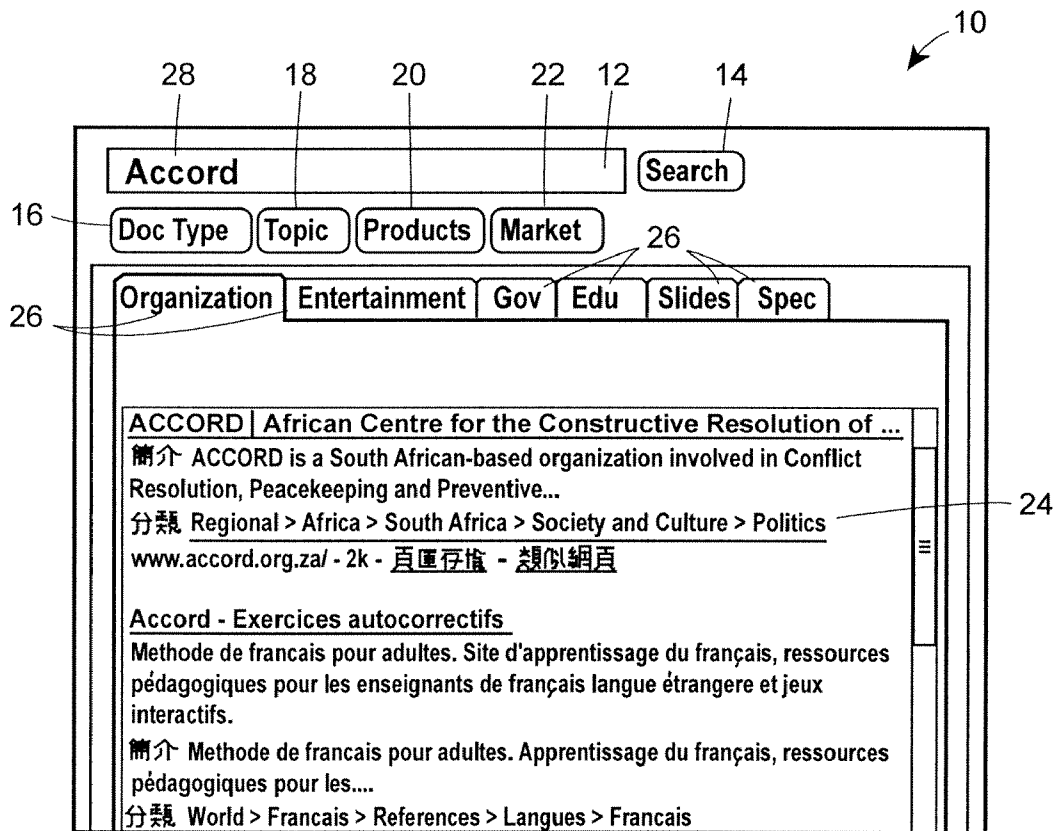 10
28 18 20 22 12 14
Accord Search
16 Doc Type Topic Products Market
26
Organization Entertainment Gov Edu Slides Spec
26
ACCORD | African Centre for the Constructive Resolution of ...
簡介 ACCORD is a South African-based organization involved in Conflict
Resolution, Peacekeeping and Preventive...
分類 Regional > Africa > South Africa > Society and Culture > Politics 24
www.accord.org.za/ - 2k - 頁庫存檔 - 類似網頁
Accord - Exercices autocorrectifs
Methode de francais pour adultes. Site d'apprentissage du français, ressources
pédagogiques pour les enseignants de français langue étrangere et jeux
interactifs.
簡介 Methode de francais pour adultes. Apprentissage du français, ressources
pédagogiques pour les....
分類 World > Francais > References > Langues > Francais